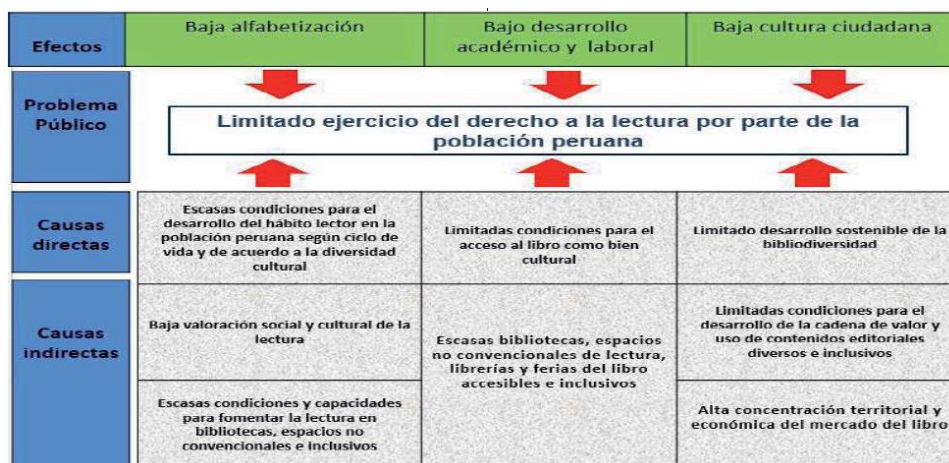 Efectos
Baja alfabetización
Bajo desarrollo
académico y laboral
Baja cultura ciudadana
Problema
Público
Limitado ejercicio del derecho a la lectura por parte de la
población peruana
Causas
directas
Escasas condiciones para el
desarrollo del hábito lector en la
población peruana según ciclo de
vida y de acuerdo a la diversidad
cultural
Limitadas condiciones para el
acceso al libro como bien
cultural
Limitado desarrollo sostenible de la
bibliodiversidad
Causas
indirectas
Baja valoración social y cultural de la
lectura
Escasas condiciones y capacidades
para fomentar la lectura en
bibliotecas, espacios no
convencionales e inclusivos
Escasas bibliotecas, espacios
no convencionales de lectura,
librerías y ferias del libro
accesibles e inclusivos
Limitadas condiciones para el
desarrollo de la cadena de valor y
uso de contenidos editoriales
diversos e inclusivos
Alta concentración territorial y
económica del mercado del libro